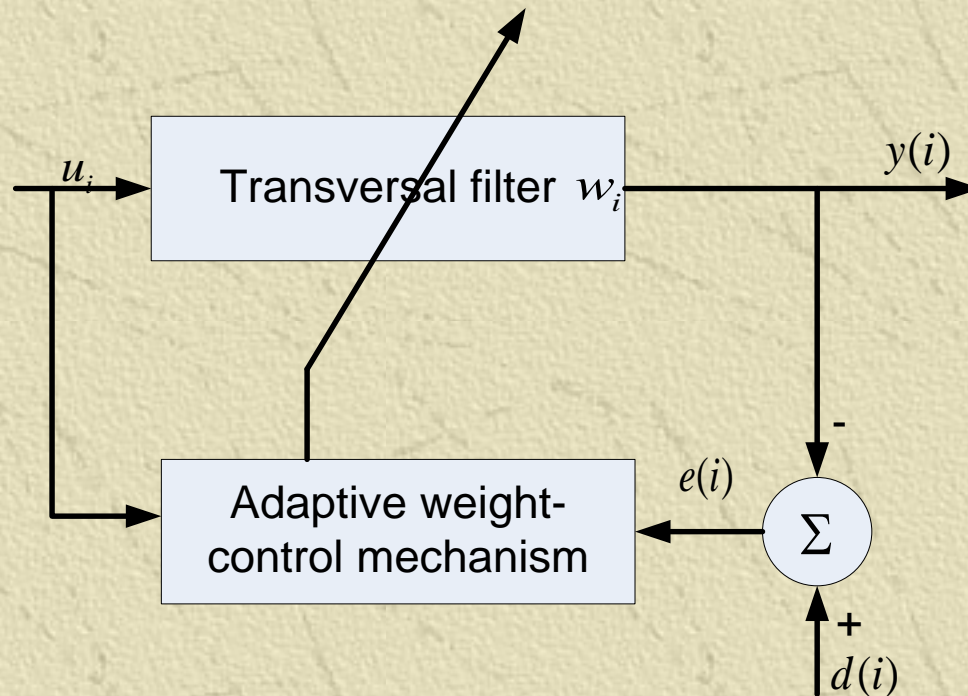 y(i)
u_i
Transversal filter w_i
-
e(i)
Adaptive weight-
control mechanism
Σ
+
d(i)